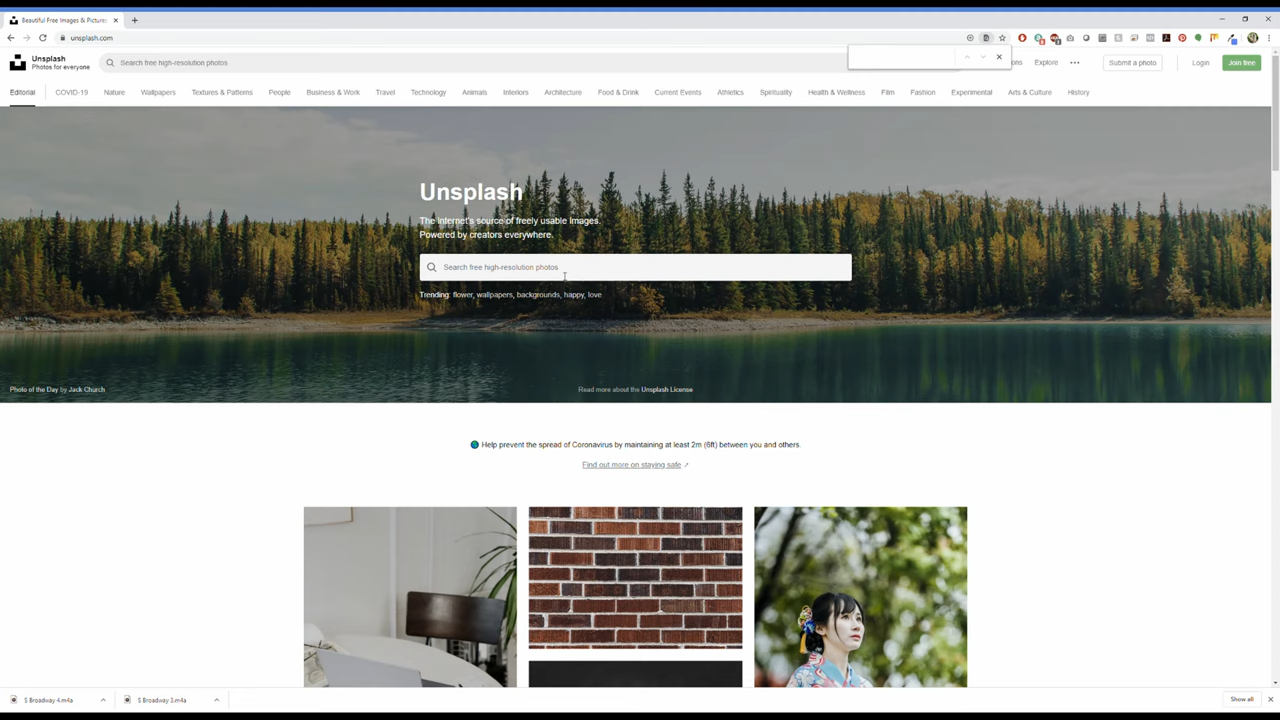 Beautiful Free Images & Pictures
unsplash.com
Unsplash
Photos for everyone
Search free high-resolution photos
Explore
Submit a photo
Login
Join free
Editorial
COVID-19
Nature
Wallpapers
Textures & Patterns
People
Business & Work
Travel
Technology
Animals
Interiors
Architecture
Food & Drink
Current Events
Athletics
Spirituality
Health & Wellness
Film
Fashion
Experimental
Arts & Culture
History
Unsplash
The internet's source of freely usable images.
Powered by creators everywhere.
Search free high-resolution photos
Trending: flower, wallpapers, backgrounds, happy, love
Photo of the Day by Jack Church
Read more about the Unsplash License
Help prevent the spread of Coronavirus by maintaining at least 2m (6ft) between you and others.
Find out more on staying safe
S Broadway 4.m4a
S Broadway 3.m4a
Show all